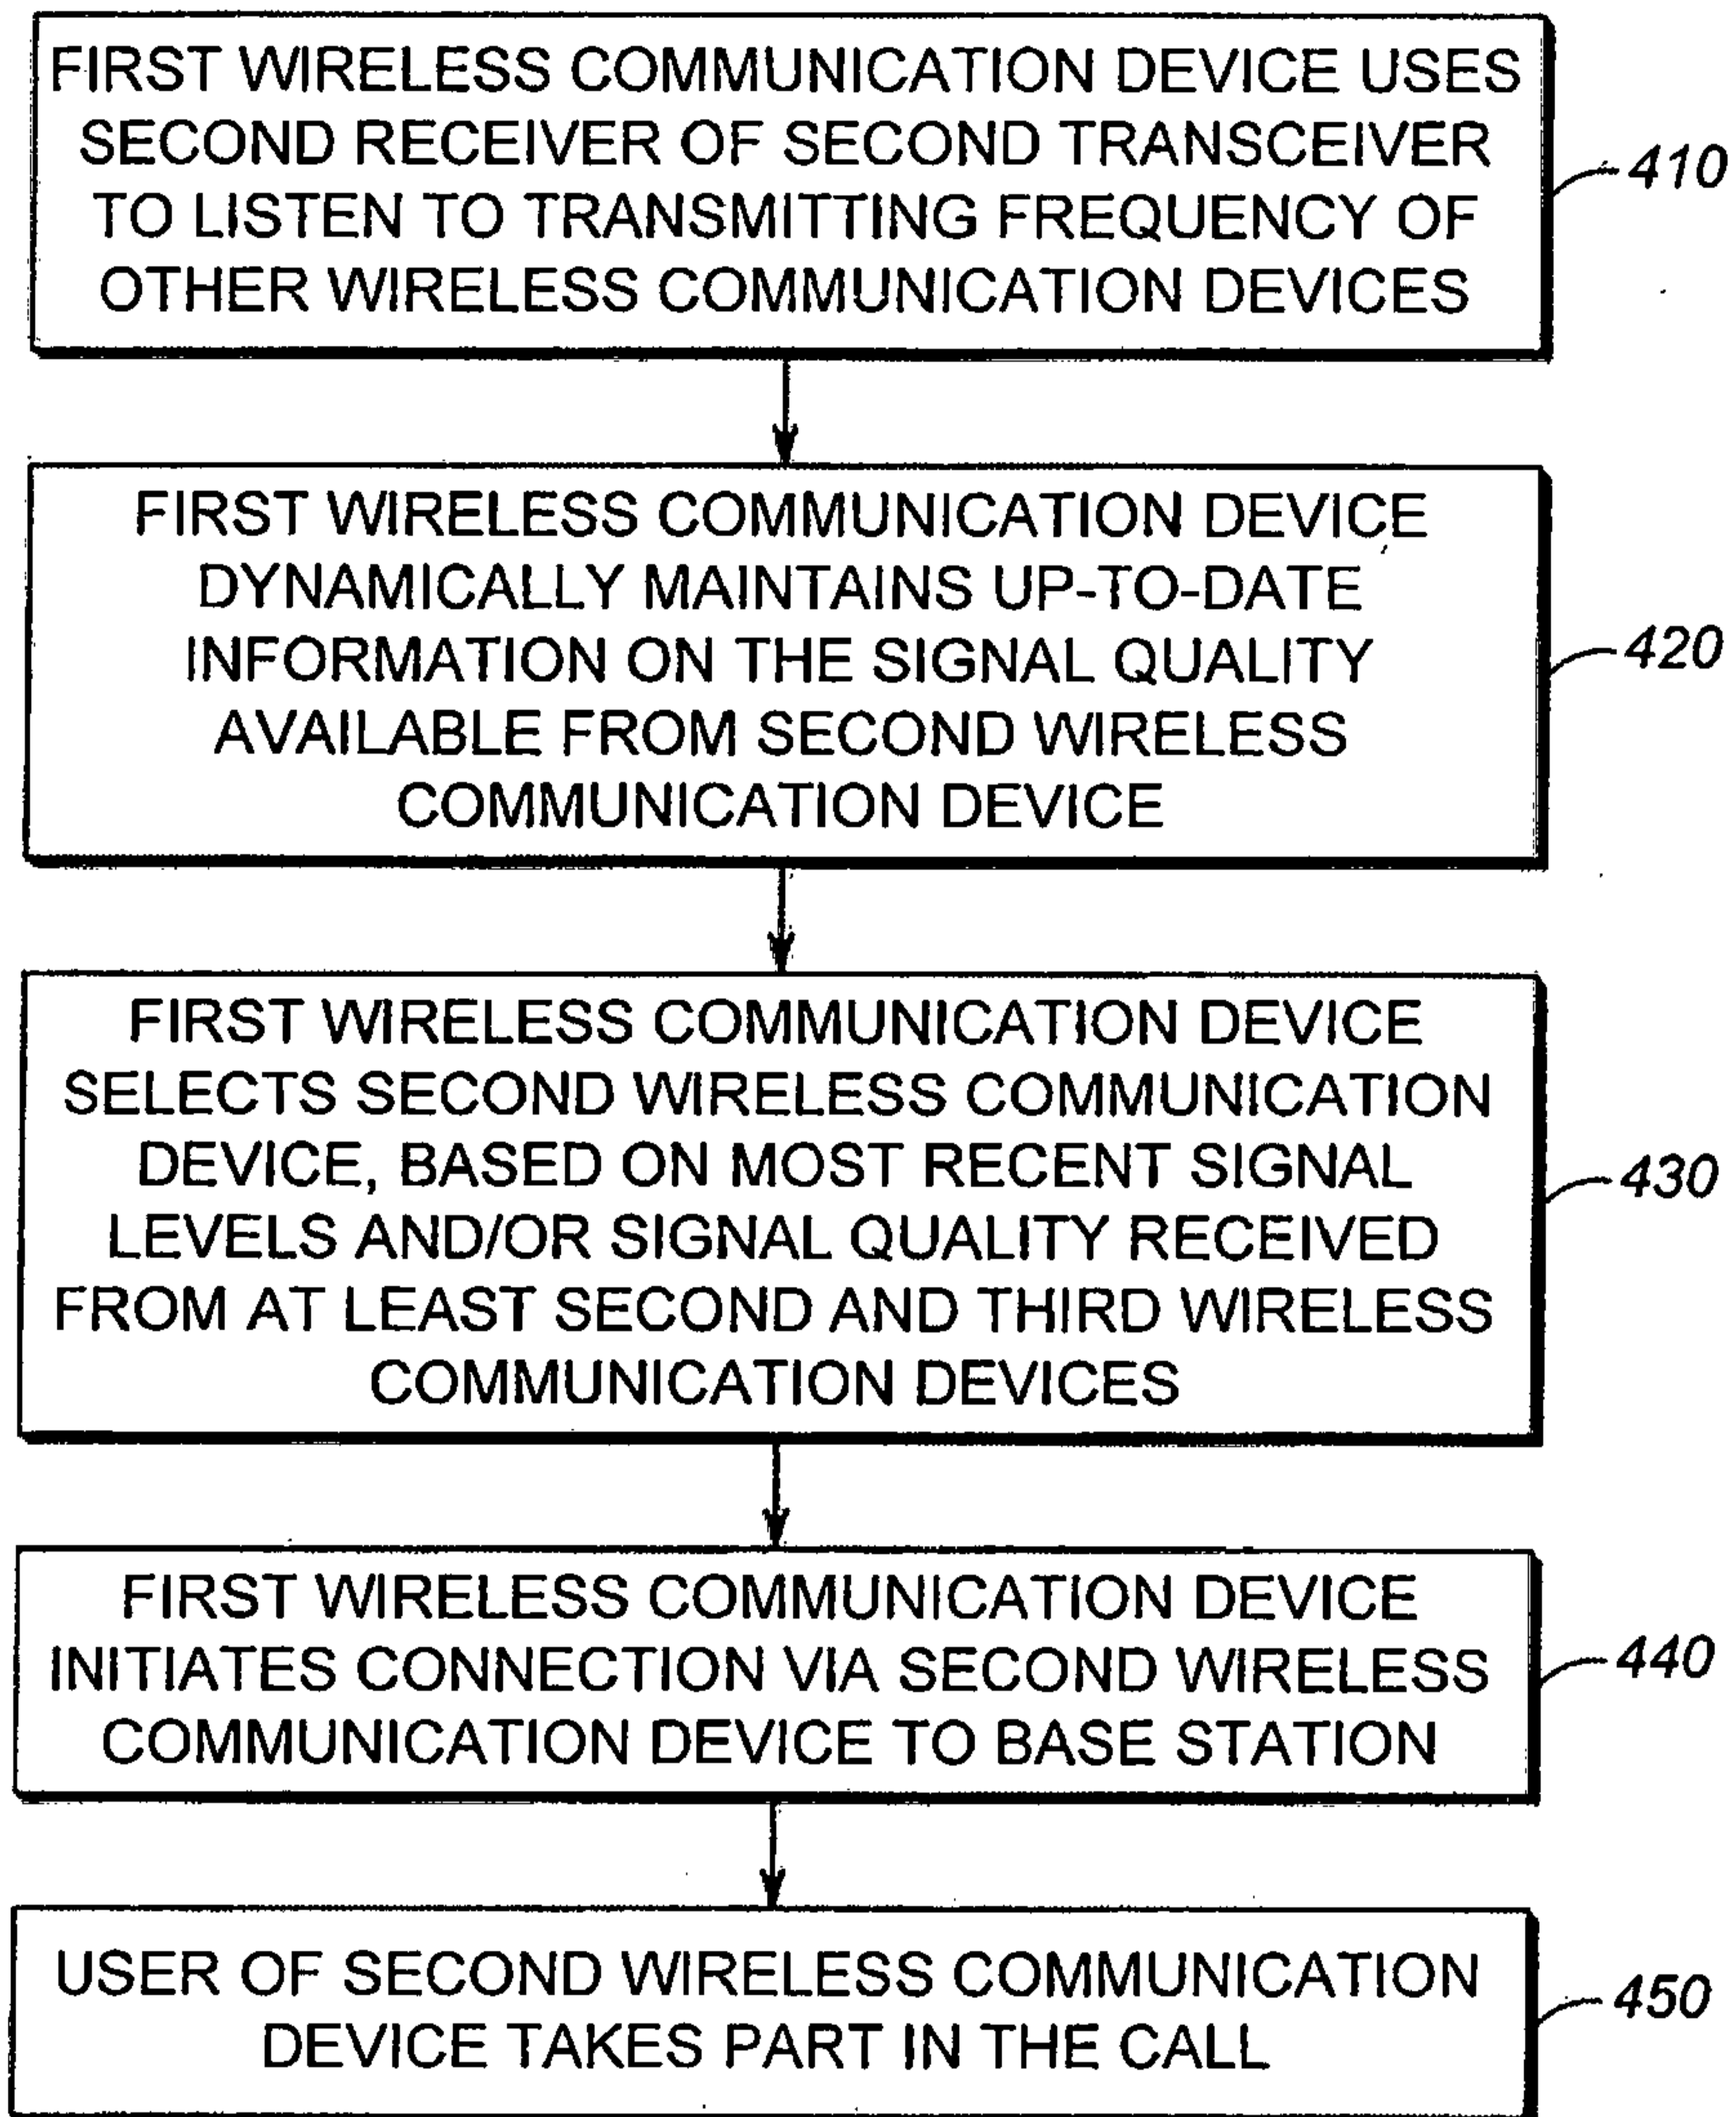 FIRST WIRELESS COMMUNICATION DEVICE USES
SECOND RECEIVER OF SECOND TRANSCEIVER
TO LISTEN TO TRANSMITTING FREQUENCY OF
OTHER WIRELESS COMMUNICATION DEVICES
410
FIRST WIRELESS COMMUNICATION DEVICE
DYNAMICALLY MAINTAINS UP-TO-DATE
INFORMATION ON THE SIGNAL QUALITY
AVAILABLE FROM SECOND WIRELESS
COMMUNICATION DEVICE
420
FIRST WIRELESS COMMUNICATION DEVICE
SELECTS SECOND WIRELESS COMMUNICATION
DEVICE, BASED ON MOST RECENT SIGNAL
LEVELS AND/OR SIGNAL QUALITY RECEIVED
FROM AT LEAST SECOND AND THIRD WIRELESS
COMMUNICATION DEVICES
430
FIRST WIRELESS COMMUNICATION DEVICE
INITIATES CONNECTION VIA SECOND WIRELESS
COMMUNICATION DEVICE TO BASE STATION
440
USER OF SECOND WIRELESS COMMUNICATION
DEVICE TAKES PART IN THE CALL
450